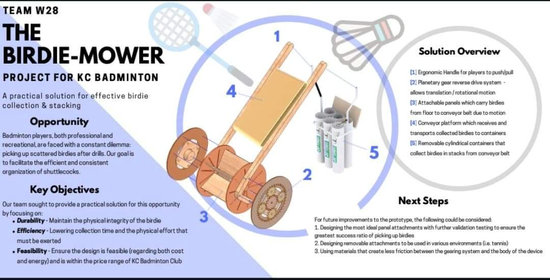 TEAM W28
THE
BIRDIE-MOWER
PROJECT FOR KC BADMINTON
A practical solution for effective birdie
collection & stacking
Opportunity
Badminton players, both professional and
recreational, are faced with a constant dilemma:
picking up scattered birdies after drills. Our goal is
to facilitate the efficient and consistent
organization of shuttlecocks.
Key Objectives
Our team sought to provide a practical solution for this opportunity
by focusing on:
• Durability - Maintain the physical integrity of the birdie
• Efficiency - Lowering collection time and the physical effort that
must be exerted
• Feasibility - Ensure the design is feasible (regarding both cost
and energy) and is within the price range of KC Badminton Club
1
4
5
2
3
Solution Overview
[1] Ergonomic Handle for players to push/pull
[2] Planetary gear reverse drive system -
allows translation / rotational motion
[3] Attachable panels which carry birdies
from floor to conveyor belt due to motion
[4] Conveyor platform which receives and
transports collected birdies to containers
[5] Removable cylindrical containers that
collect birdies in stacks from conveyor belt
Next Steps
For future improvements to the prototype, the following could be considered:
1. Designing the most ideal panel attachments with further validation testing to ensure the
greatest success ratio of picking up birdies
2. Designing removable attachments to be used in various environments (i.e. tennis)
3. Using materials that create less friction between the gearing system and the body of the
device